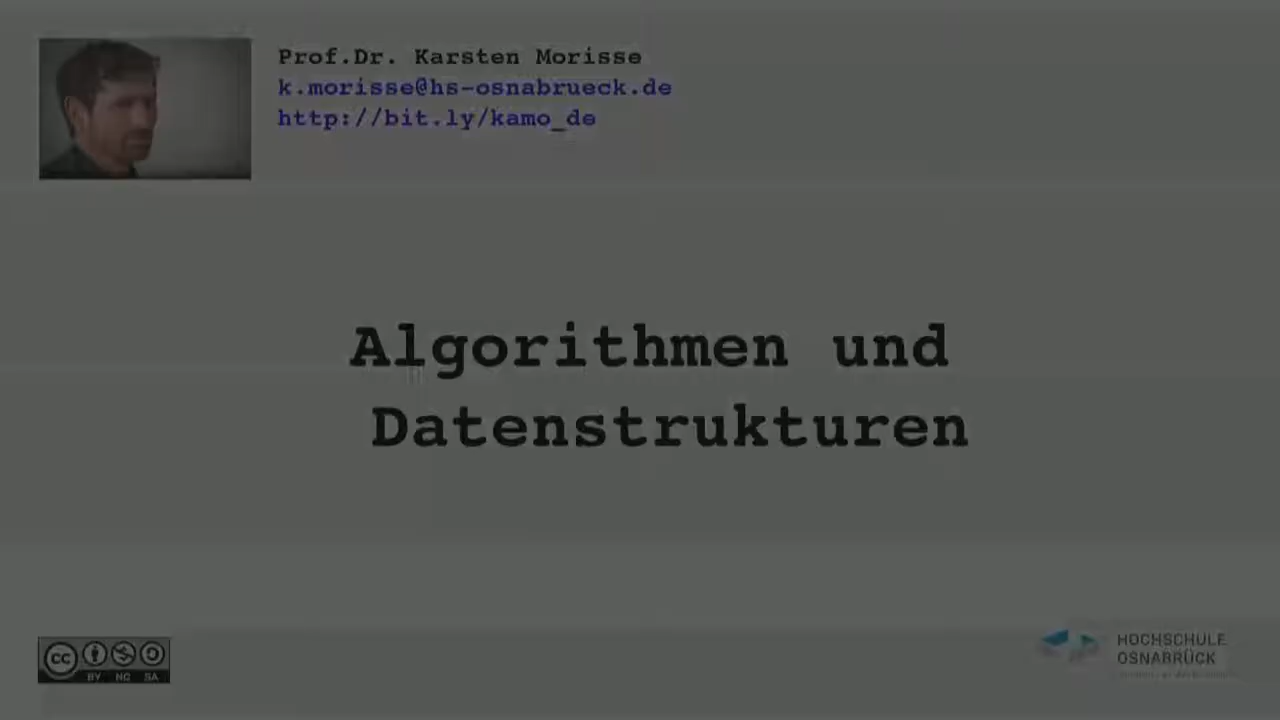 Prof.Dr. Karsten Morisse
k.morisse@hs-osnabrueck.de
http://bit.ly/kamo_de
Algorithmen und
Datenstrukturen
cc
BY NC SA
HOCHSCHULE
OSNABRÜCK